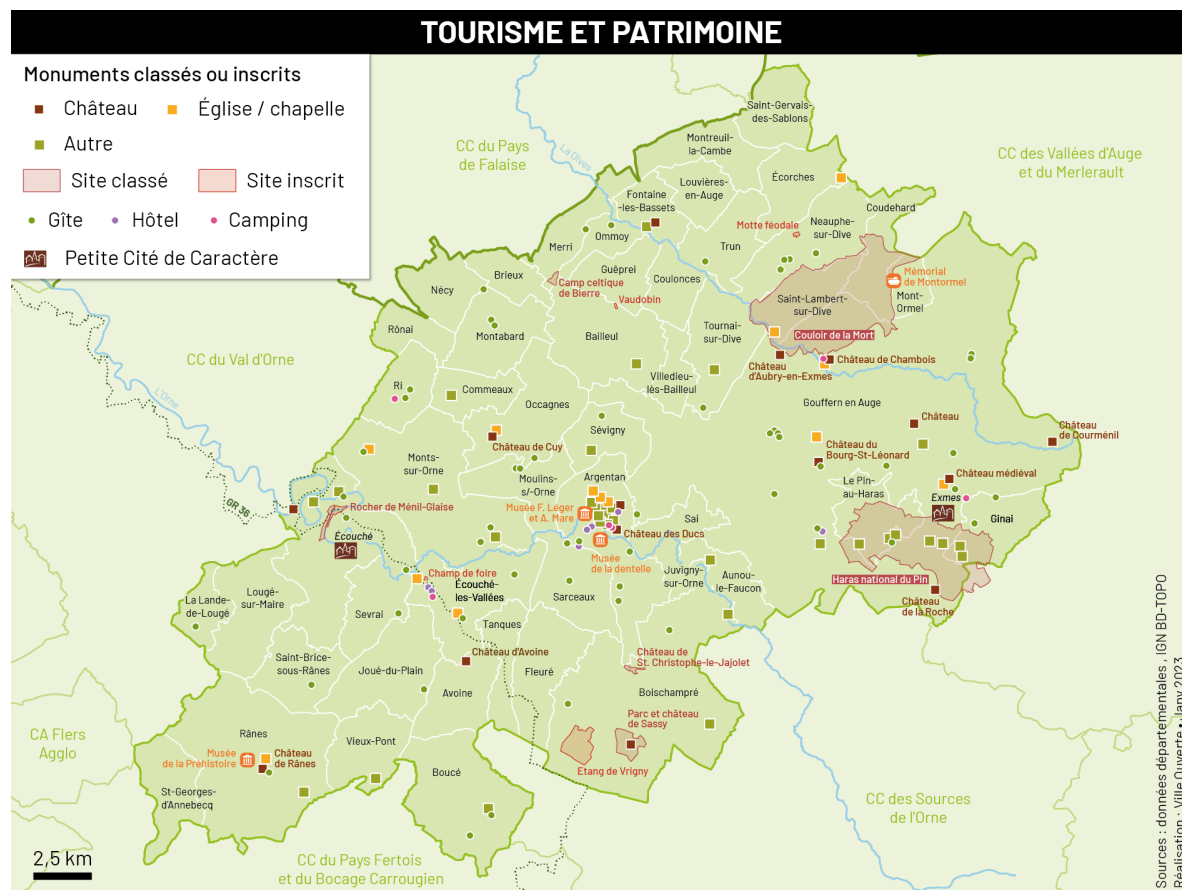 TOURISME ET PATRIMOINE
Monuments classés ou inscrits
Château
Église / chapelle
Autre
Site classé
Site inscrit
Gîte
Hôtel
Camping
Petite Cité de Caractère
CC du Pays
de Falaise
La Dives
CC des Vallées d'Auge
et du Merlerault
Saint-Gervais-
des-Sablons
Montreuil-
la-Cambe
Écorches
Louvières-
en-Auge
Fontaine
-les-Bassets
Coudehard
Neauphe-
sur-Dive
Motte féodale
Trun
Ommoy
Merri
Guêprei
Coulonces
Camp celtique
de Bierre
Vaudobin
Brieux
Nécy
Mémorial
de Montormel
Mont-
Ormel
Saint-Lambert-
sur-Dive
Couloir de la Mort
Tournai-
sur-Dive
Bailleul
Montabard
Rônai
CC du Val d'Orne
L'Orne
Château de Chambois
Château
d'Aubry-en-Exmes
Villedieu-
lès-Bailleul
Ri
Commeaux
Occagnes
Gouffern en Auge
Sévigny
Château
Château
de Courménil
Château de Cuy
Château du
Bourg-St-Léonard
Monts-
sur-Orne
Moulins-
s/-Orne
Argentan
Château médiéval
Le Pin-
au-Haras
Exmes
Ginai
GR 36
Rocher de Ménil-Glaise
Écouché
Musée F. Léger
et A. Mare
Sai
Château des Ducs
Musée
de la dentelle
Juvigny-
sur-Orne
Aunou-
le-Faucon
Haras national du Pin
Château
de la Roche
Champ de foire
Écouché-
les-Vallées
Sarceaux
La Lande-
de-Lougé
Lougé-
sur-Maire
Sevrai
Tanques
Saint-Brice-
sous-Rânes
Joué-du-Plain
Château d'Avoine
Avoine
Fleuré
Château de
St. Christophe-le-Jajolet
Boischampré
Parc et château
de Sassy
Etang de Vrigny
CA Flers
Agglo
Rânes
Musée
de la Préhistoire
Château
de Rânes
Vieux-Pont
Boucé
St-Georges-
d'Annebecq
CC des Sources
de l'Orne
CC du Pays Fertois
et du Bocage Carrougien
2,5 km
Sources : données départementales , IGN BD-TOPO
Réalisation : Ville Ouverte • Janv 2023